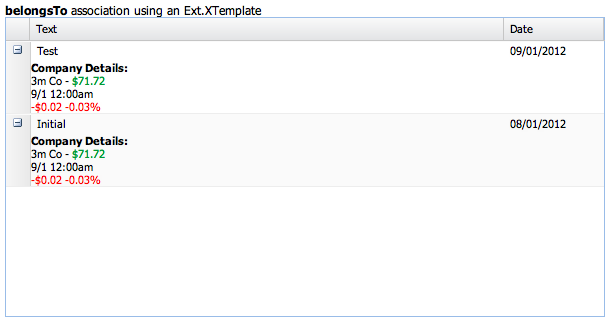 belongsTo association using an Ext.XTemplate
Text Date
Test 09/01/2012
Company Details:
3m Co - $71.72
9/1 12:00am
-$0.02 -0.03%
Initial 08/01/2012
Company Details:
3m Co - $71.72
9/1 12:00am
-$0.02 -0.03%